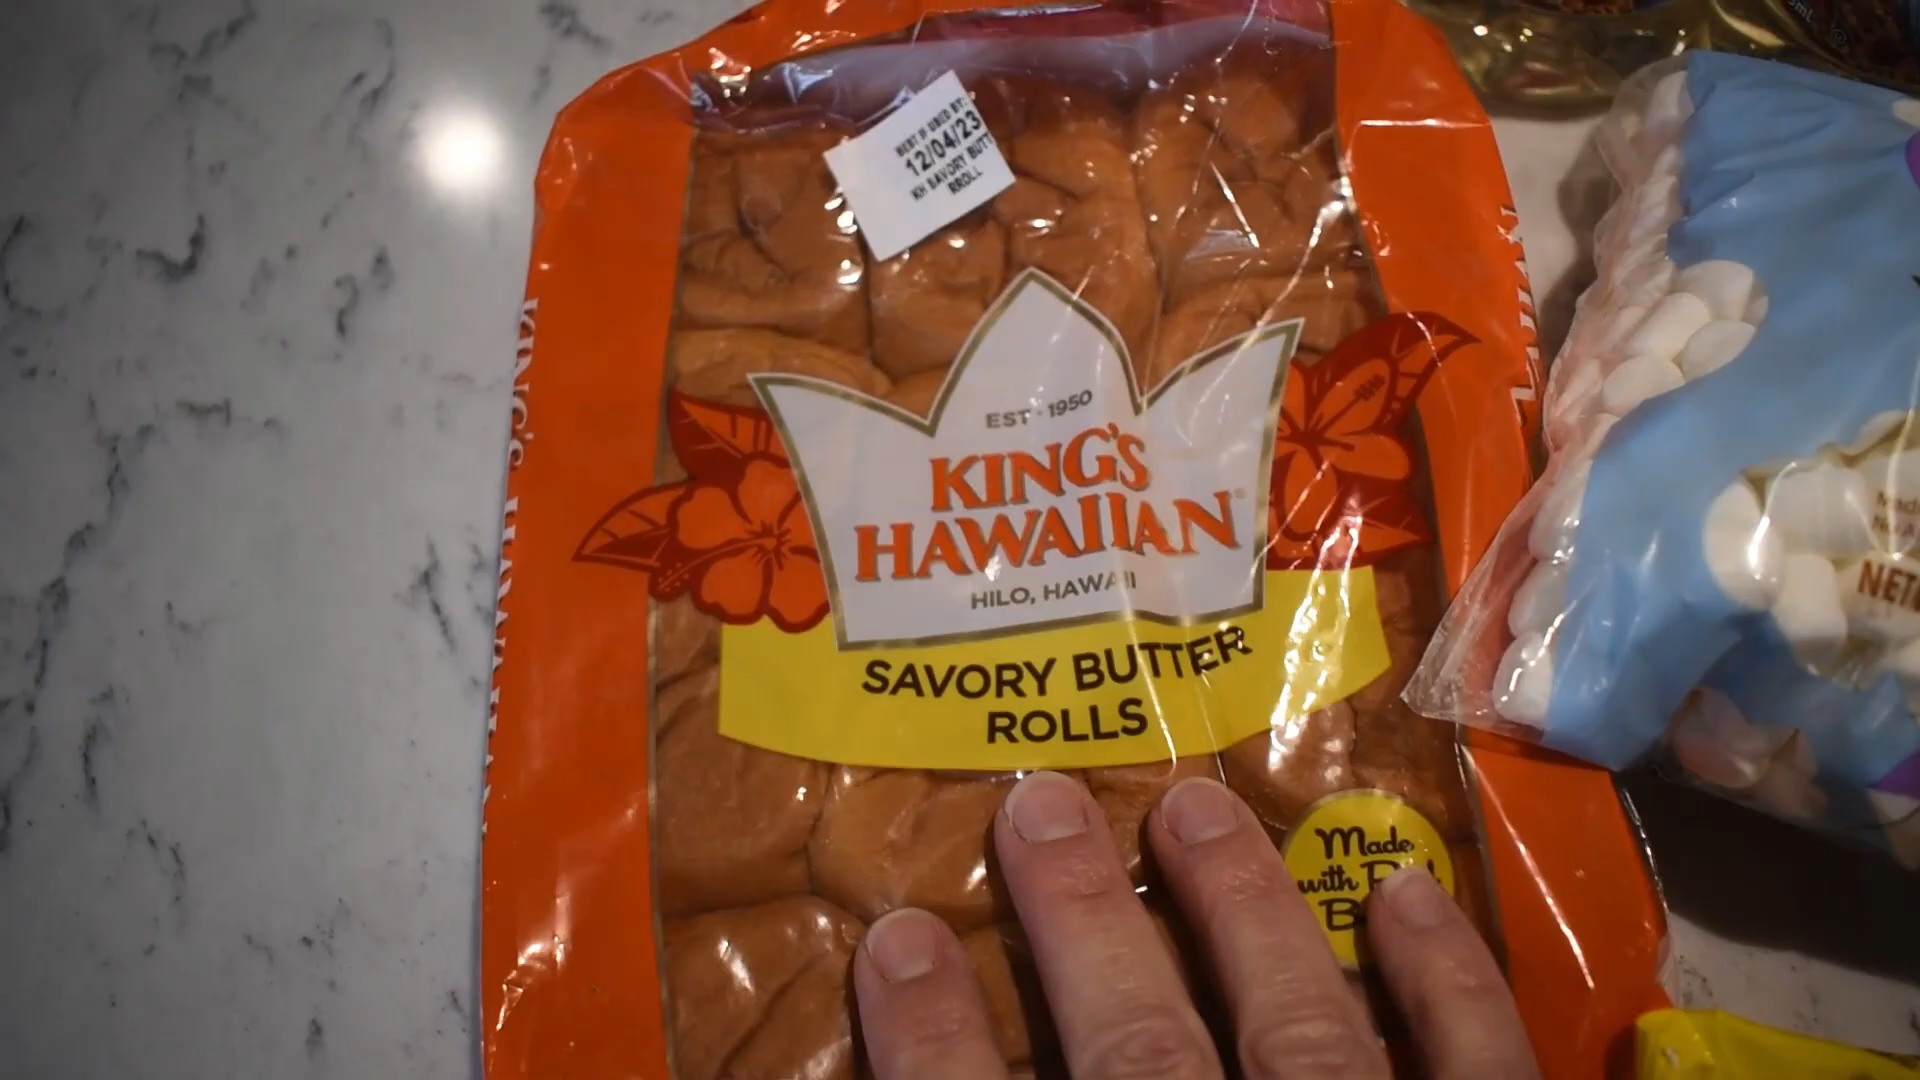 BEST IF USED BY:
12/04/23
KH SAVORY BUTT
RROLL
EST · 1950
KING'S
HAWAIIAN®
HILO, HAWAII
SAVORY BUTTER
ROLLS
Made
with
KING'S HAWAIIAN